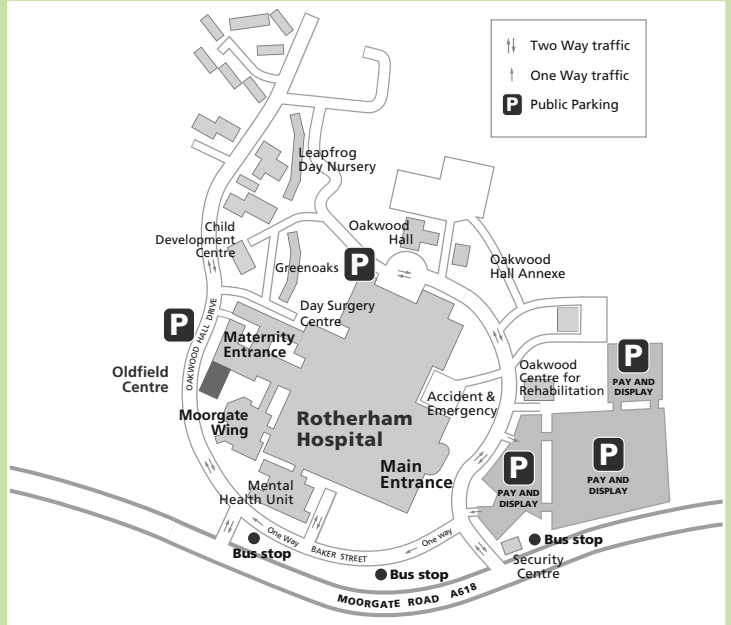 Two Way traffic
One Way traffic
P Public Parking
Leapfrog
Day Nursery
Oakwood
Hall
Child
Development
Centre
Greenoaks
P
Oakwood
Hall Annexe
P
Day Surgery
Centre
OAKWOOD HALL DRIVE
Maternity
Entrance
Oldfield
Centre
Oakwood
Centre for
Rehabilitation
P
PAY AND
DISPLAY
Accident &
Emergency
Moorgate
Wing
Rotherham
Hospital
Main
Entrance
P
PAY AND
DISPLAY
P
PAY AND
DISPLAY
Mental
Health Unit
One Way
BAKER STREET
One way
Bus stop
Bus stop
Security
Centre
Bus stop
MOORGATE ROAD A618